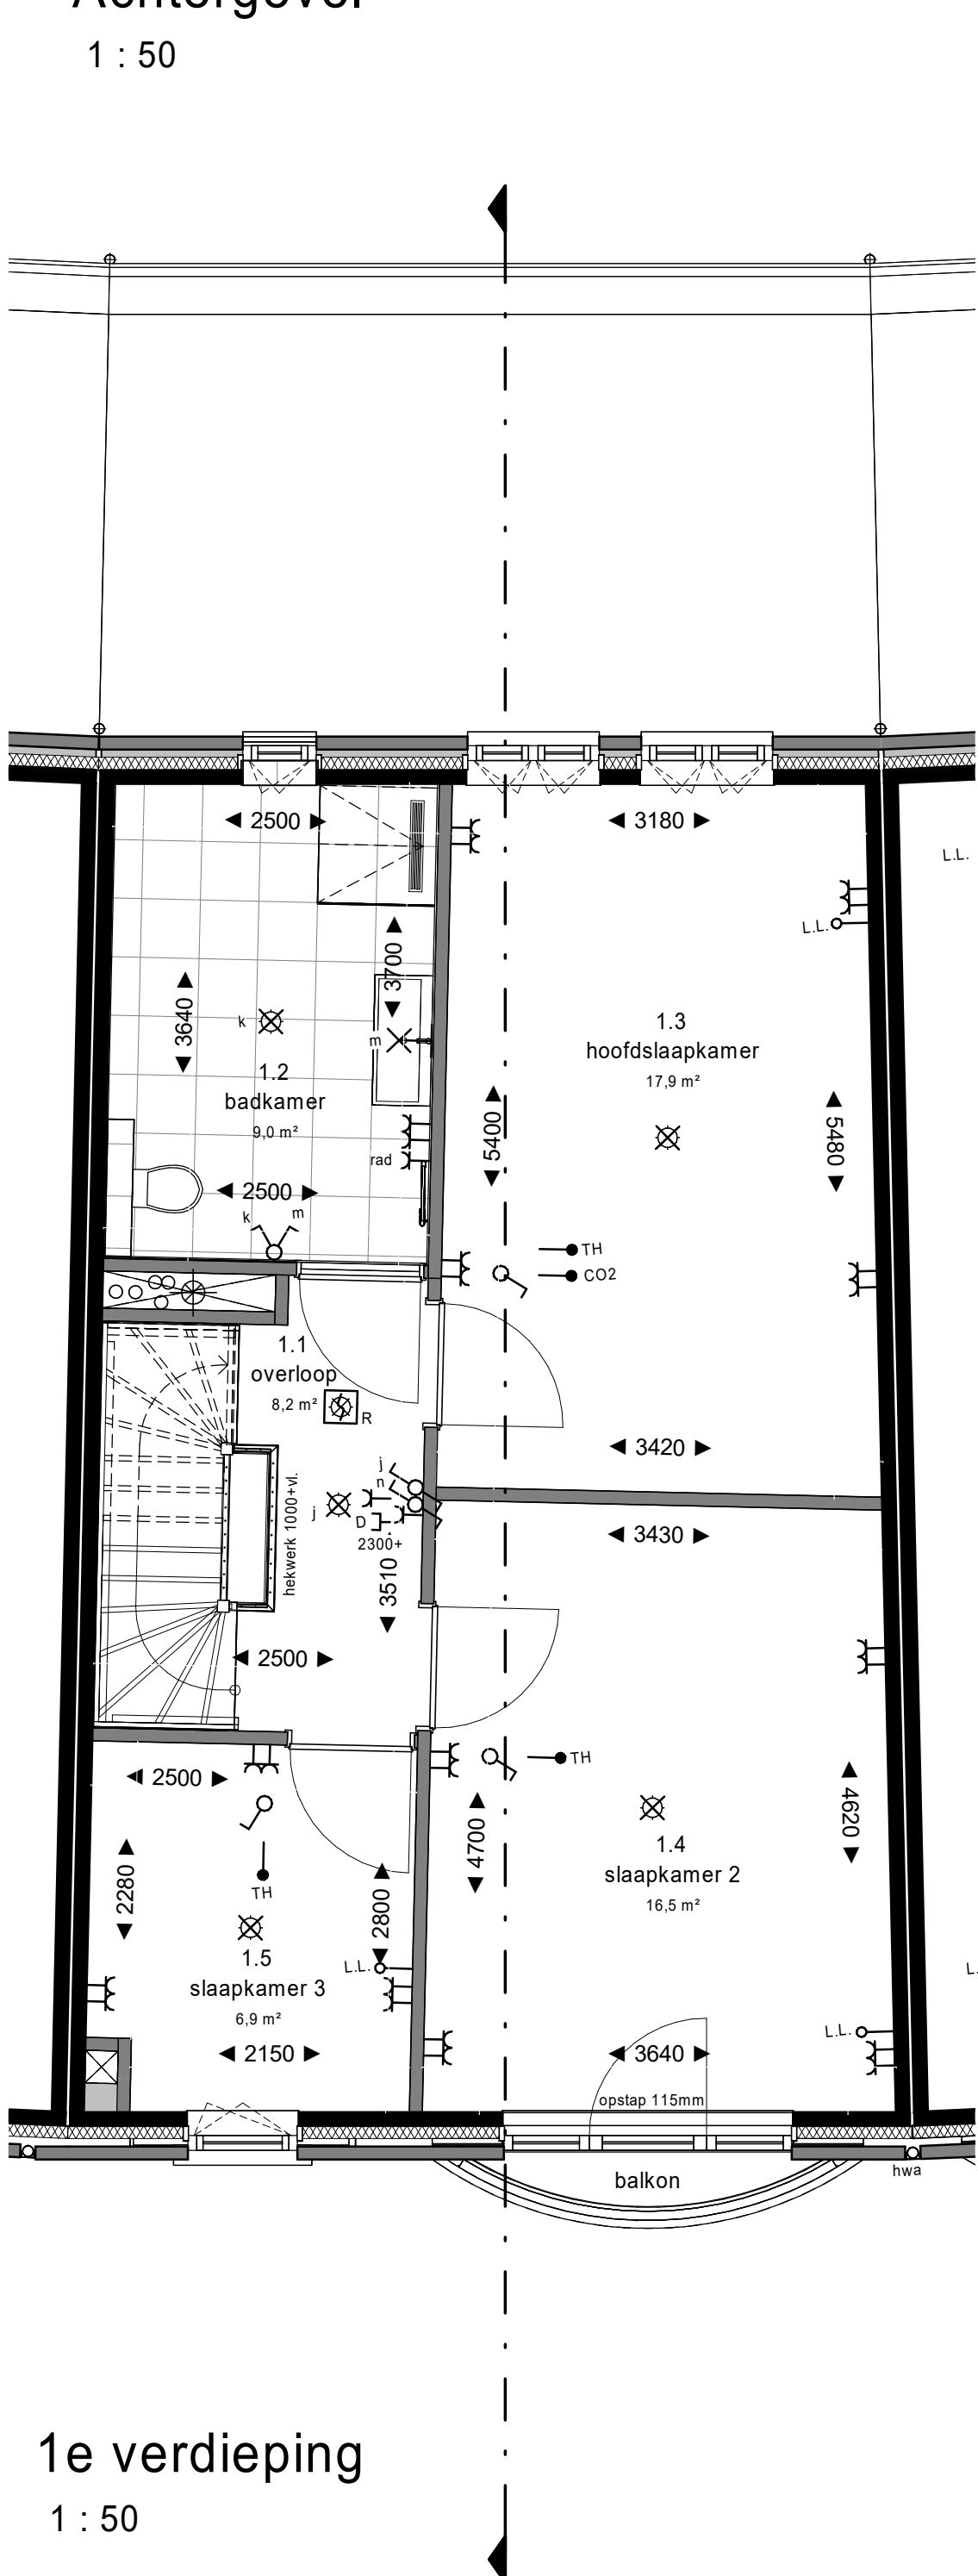 1 : 50
2500
3180
L.L.
L.L.
3700
3640
k
m
1.2
badkamer
9,0 m²
1.3
hoofdslaapkamer
17,9 m²
5400
5480
rad
2500
k
m
TH
CO2
1.1
overloop
8,2 m²
R
3420
j
n
j
D
2300+
3430
hekwerk 1000+vl.
3510
2500
2500
TH
4700
4620
1.4
slaapkamer 2
16,5 m²
2280
TH
2800
1.5
slaapkamer 3
6,9 m²
L.L.
L.
L.L.
2150
3640
opstap 115mm
balkon
hwa
1e verdieping
1 : 50